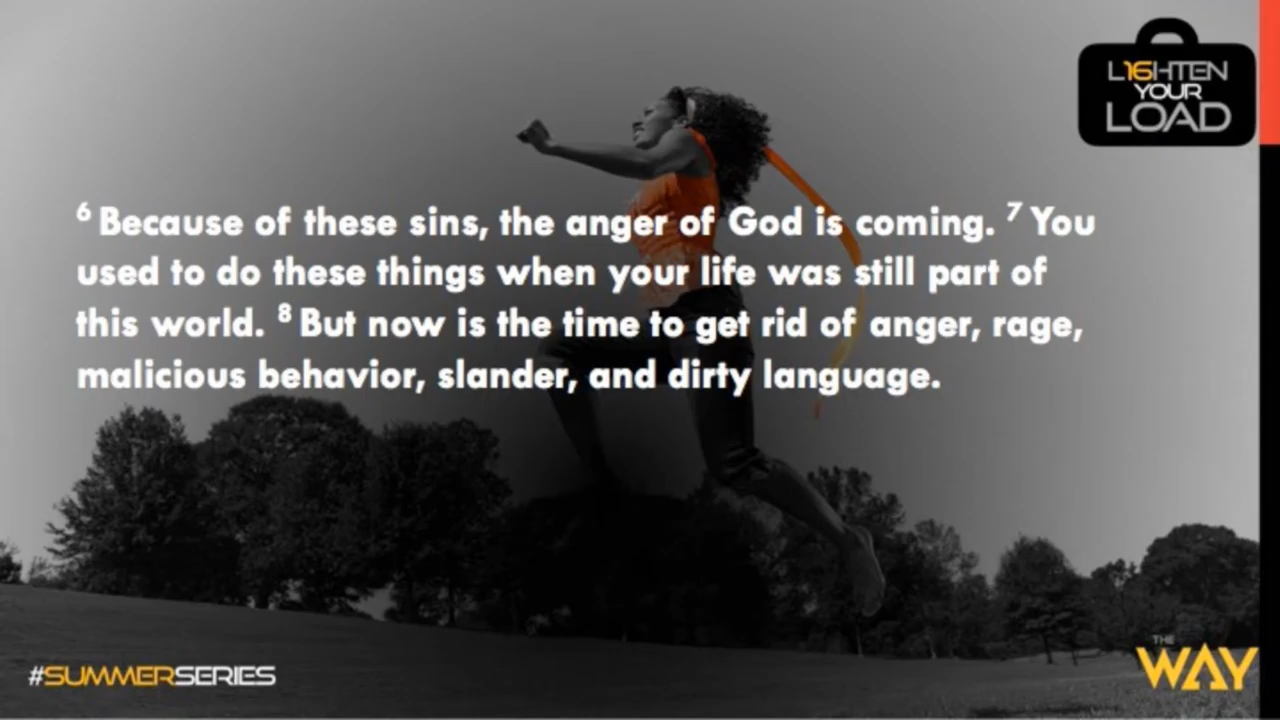 L16HTEN
YOUR
LOAD
⁶ Because of these sins, the anger of God is coming. ⁷ You
used to do these things when your life was still part of
this world. ⁸ But now is the time to get rid of anger, rage,
malicious behavior, slander, and dirty language.
#SUMMERSERIES
THE
WAY